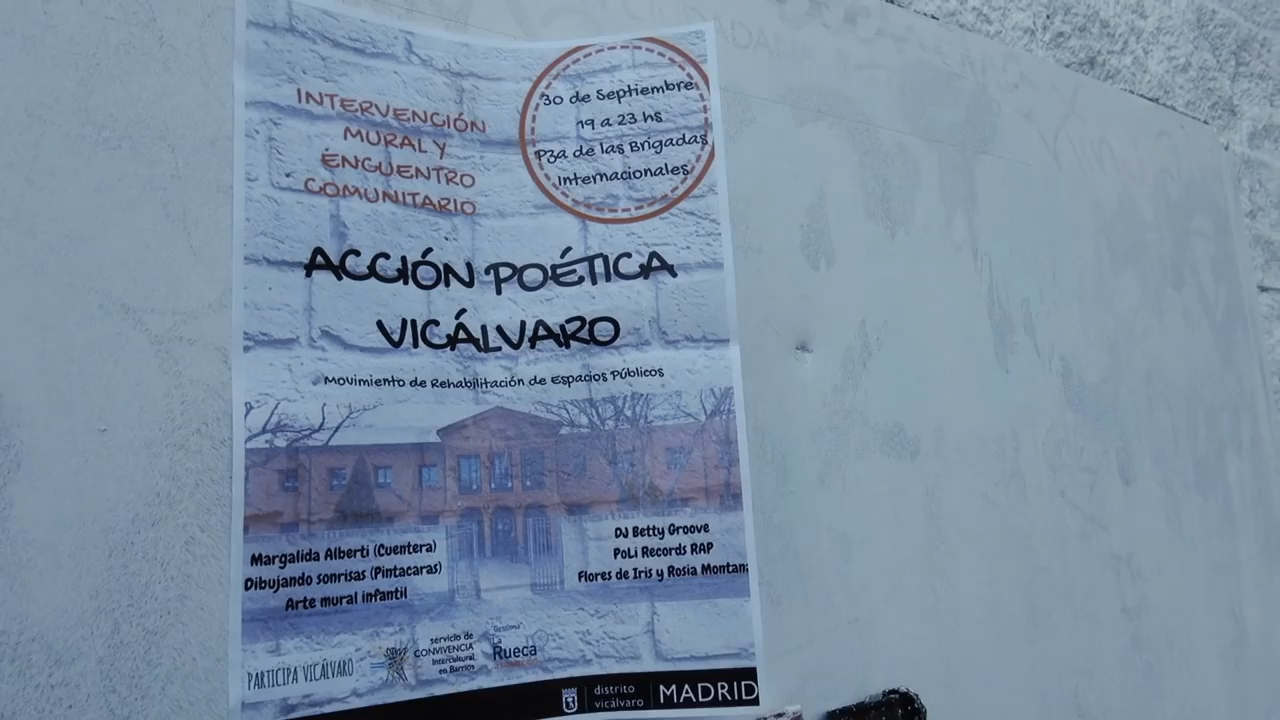 INTERVENCIÓN
MURAL Y
ENCUENTRO
COMUNITARIO
30 de Septiembre
19 a 23 hs
Pza de las Brigadas
Internacionales
ACCIÓN POÉTICA
VICÁLVARO
Movimiento de Rehabilitación de Espacios Públicos
Margalida Alberti (Cuentera)
Dibujando sonrisas (Pintacaras)
Arte mural infantil
DJ Betty Groove
PoLi Records RAP
Flores de Iris y Rosia Montana
PARTICIPA VICÁLVARO
servicio de
CONVIVENCIA
Intercultural
en Barrios
La
Rueca
distrito
vicálvaro
MADRID